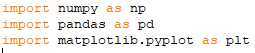 import numpy as np
import pandas as pd
import matplotlib.pyplot as plt